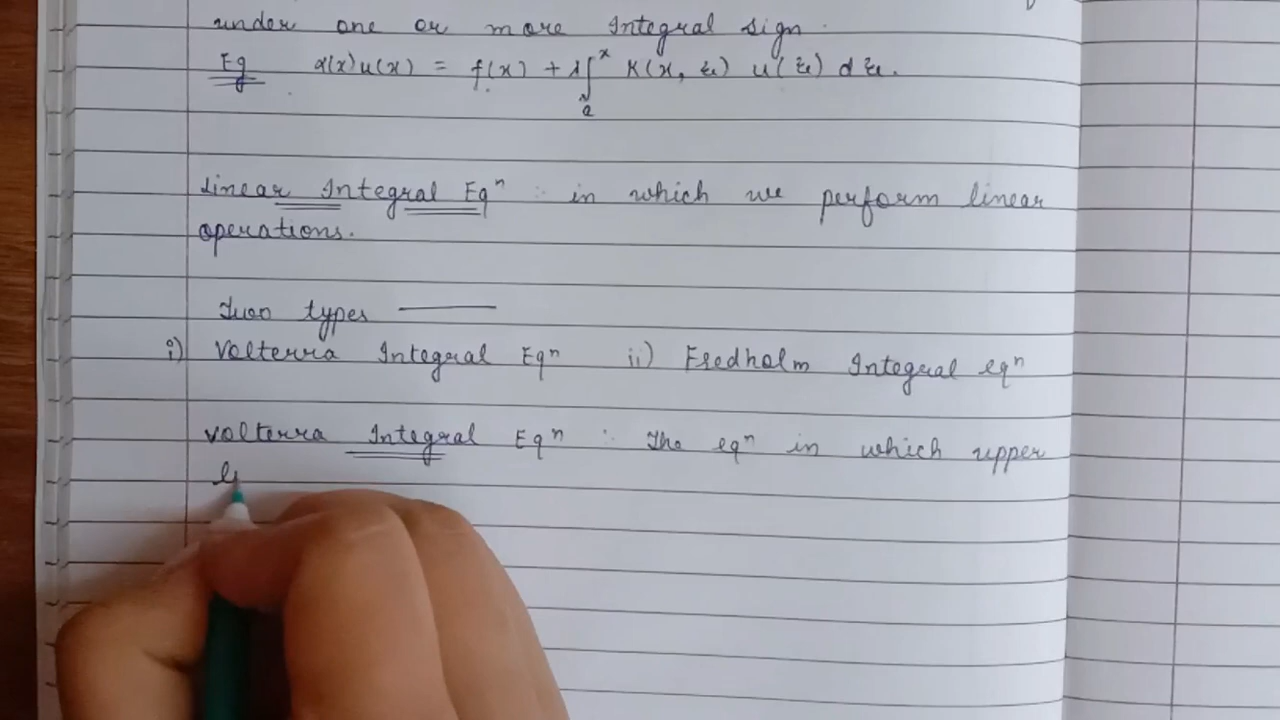 under one or more Integral sign.
Eg α(x)u(x) = f(x) + λ∫ₐˣ K(x, ξ) u(ξ) dξ.
Linear Integral Eqⁿ : in which we perform linear
operations.
Two types
i) Volterra Integral Eqⁿ ii) Fredholm Integral eqⁿ
Volterra Integral Eqⁿ : The eqⁿ in which upper